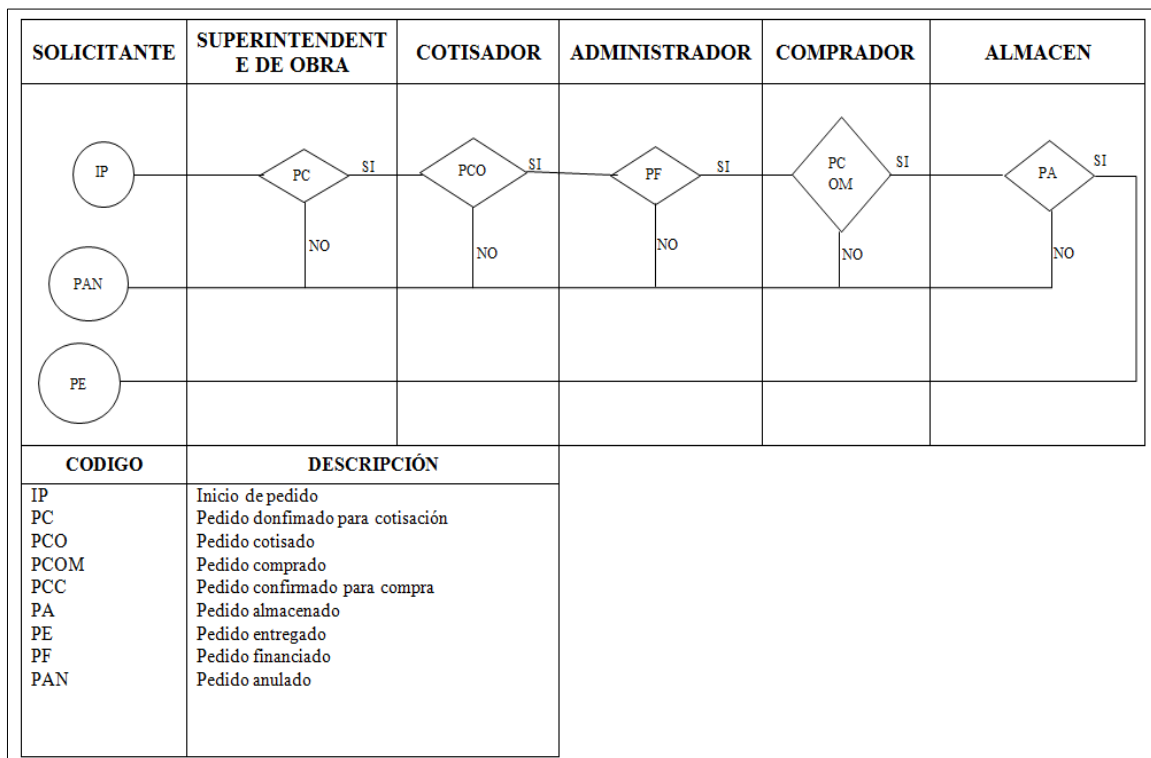 SOLICITANTE
SUPERINTENDENT
E DE OBRA
COTISADOR
ADMINISTRADOR
COMPRADOR
ALMACEN
IP
PC
SI
PCO
SI
PF
SI
PC
OM
SI
PA
SI
NO
NO
NO
NO
NO
PAN
PE
CODIGO DESCRIPCIÓN
IP Inicio de pedido
PC Pedido donfimado para cotisación
PCO Pedido cotisado
PCOM Pedido comprado
PCC Pedido confirmado para compra
PA Pedido almacenado
PE Pedido entregado
PF Pedido financiado
PAN Pedido anulado